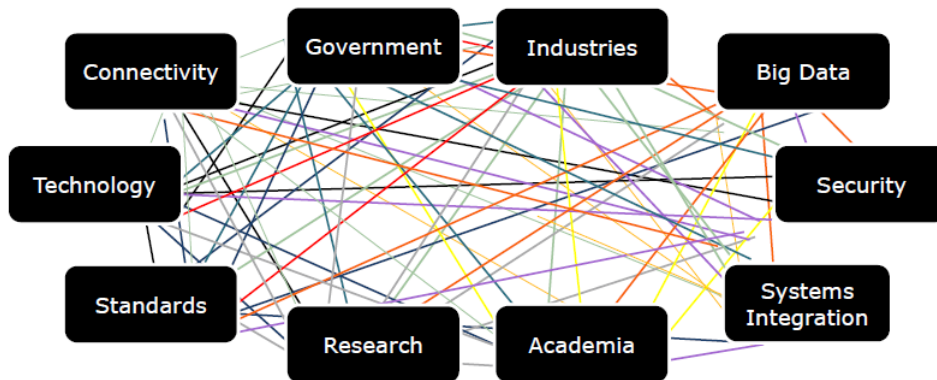 Government
Industries
Connectivity
Big Data
Technology
Security
Standards
Systems
Integration
Research
Academia